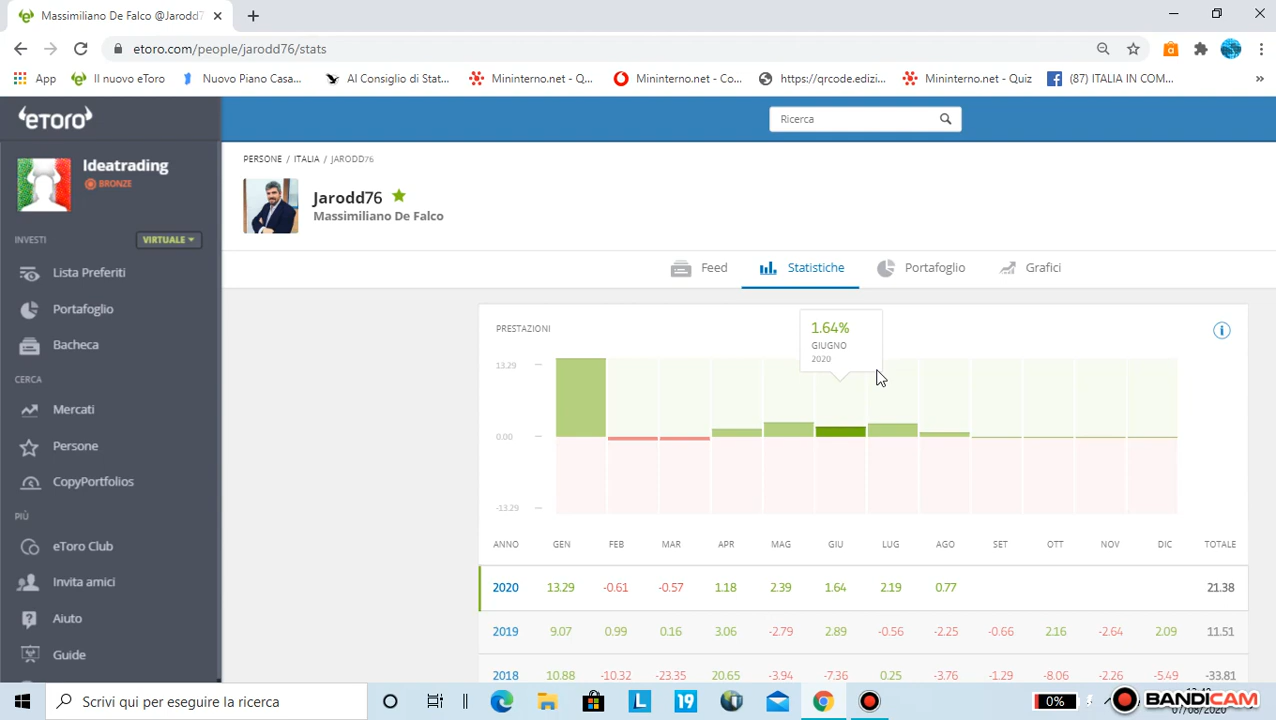 Massimiliano De Falco @Jarodd7
etoro.com/people/jarodd76/stats
App
Il nuovo eToro
Nuovo Piano Casa...
Al Consiglio di Stat...
Mininterno.net - Q...
Mininterno.net - Co...
https://qrcode.edizi...
Mininterno.net - Quiz
(87) ITALIA IN COM...
»
eTORO
Ricerca
Ideatrading
BRONZE
INVESTI
VIRTUALE
Lista Preferiti
Portafoglio
Bacheca
CERCA
Mercati
Persone
CopyPortfolios
PIÙ
eToro Club
Invita amici
Aiuto
Guide
PERSONE / ITALIA / JARODD76
Jarodd76
Massimiliano De Falco
Feed
Statistiche
Portafoglio
Grafici
PRESTAZIONI
1.64%
GIUGNO
2020
13.29
0.00
-13.29
ANNO GEN FEB MAR APR MAG GIU LUG AGO SET OTT NOV DIC TOTALE
2020 13.29 -0.61 -0.57 1.18 2.39 1.64 2.19 0.77 21.38
2019 9.07 0.99 0.16 3.06 -2.79 2.89 -0.56 -2.25 -0.66 2.16 -2.64 2.09 11.51
2018 10.88 -10.32 -23.35 20.65 -3.94 -7.36 0.25 -3.76 -1.29 -8.06 -2.26 -5.49 -33.81
Scrivi qui per eseguire la ricerca
L
19
0%
BANDICAM
07/08/2020